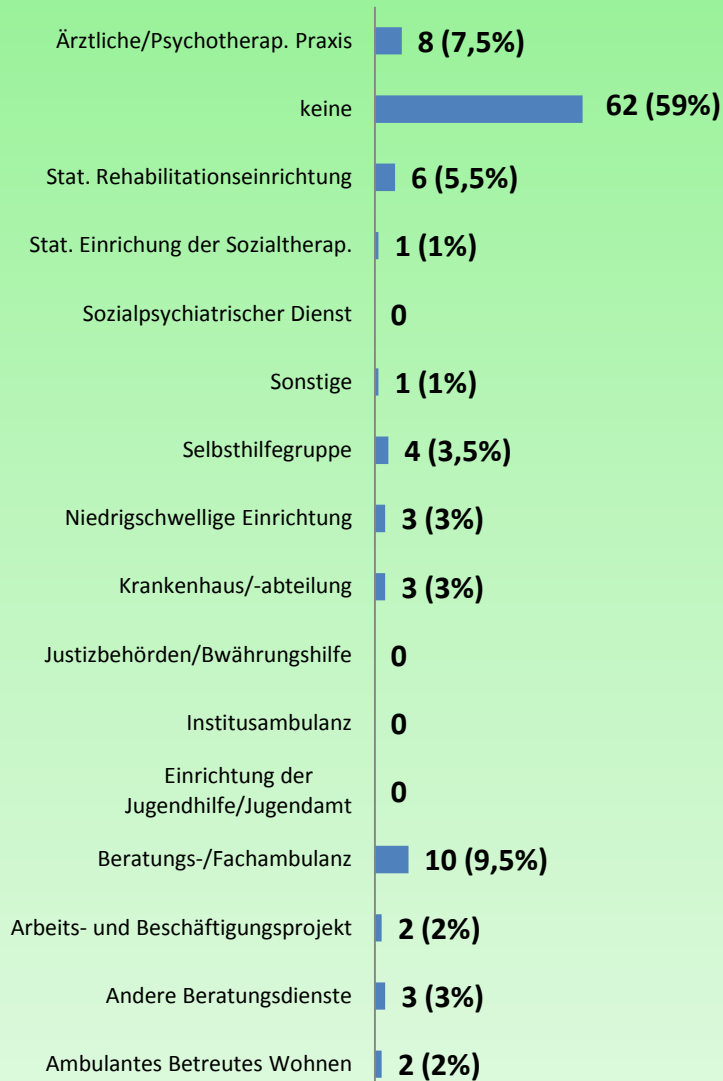 Ärztliche/Psychotherap. Praxis 8 (7,5%)
keine 62 (59%)
Stat. Rehabilitationseinrichtung 6 (5,5%)
Stat. Einrichung der Sozialtherap. 1 (1%)
Sozialpsychiatrischer Dienst 0
Sonstige 1 (1%)
Selbsthilfegruppe 4 (3,5%)
Niedrigschwellige Einrichtung 3 (3%)
Krankenhaus/-abteilung 3 (3%)
Justizbehörden/Bwährungshilfe 0
Institusambulanz 0
Einrichtung der
Jugendhilfe/Jugendamt 0
Beratungs-/Fachambulanz 10 (9,5%)
Arbeits- und Beschäftigungsprojekt 2 (2%)
Andere Beratungsdienste 3 (3%)
Ambulantes Betreutes Wohnen 2 (2%)